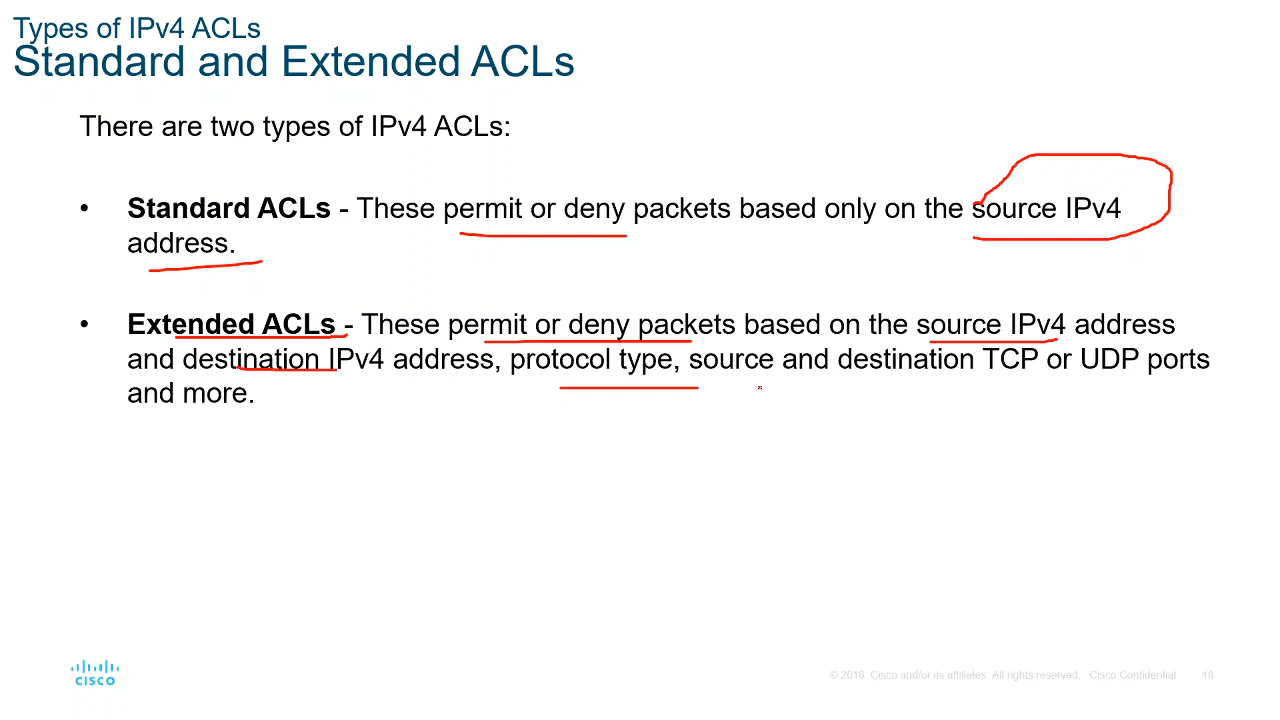 Types of IPv4 ACLs
Standard and Extended ACLs
There are two types of IPv4 ACLs:
• Standard ACLs - These permit or deny packets based only on the source IPv4
address.
• Extended ACLs - These permit or deny packets based on the source IPv4 address
and destination IPv4 address, protocol type, source and destination TCP or UDP ports
and more.
CISCO
© 2016 Cisco and/or its affiliates. All rights reserved. Cisco Confidential 18